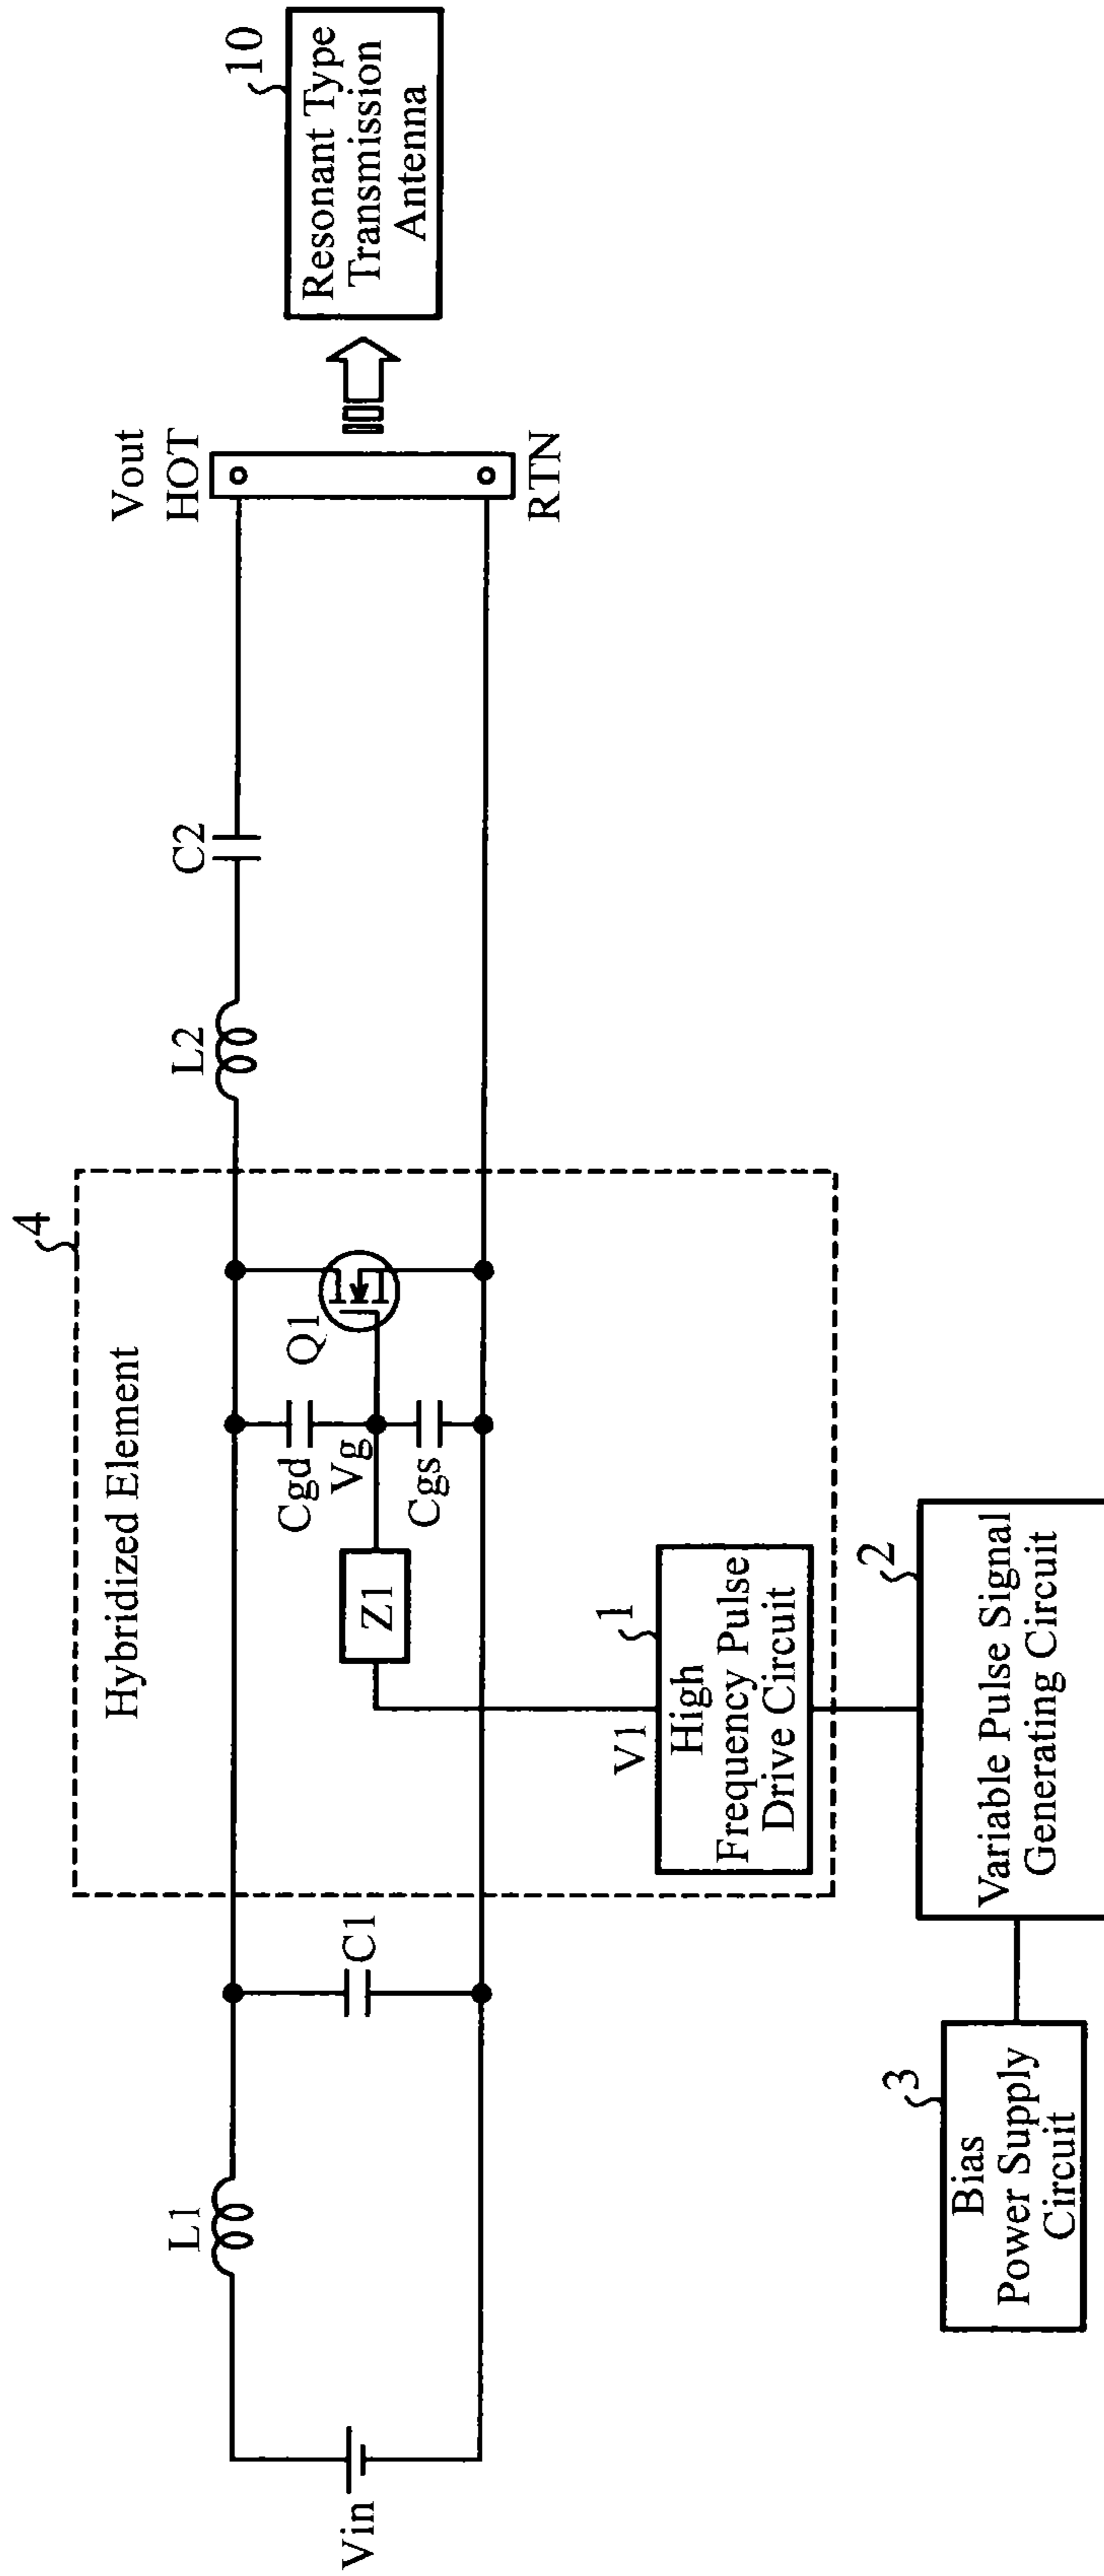 4
Hybridized Element
Vout
HOT
10
Resonant Type
Transmission
Antenna
L1
L2
C2
Vin
C1
Cgd
Q1
Vg
Z1
Cgs
RTN
V1
1
High
Frequency Pulse
Drive Circuit
3
Bias
Power Supply
Circuit
2
Variable Pulse Signal
Generating Circuit